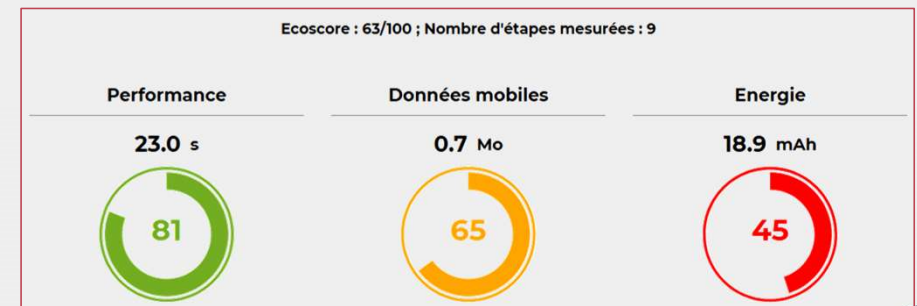 Ecoscore : 63/100 ; Nombre d'étapes mesurées : 9
Performance
Données mobiles
Energie
23.0 s
0.7 Mo
18.9 mAh
81
65
45